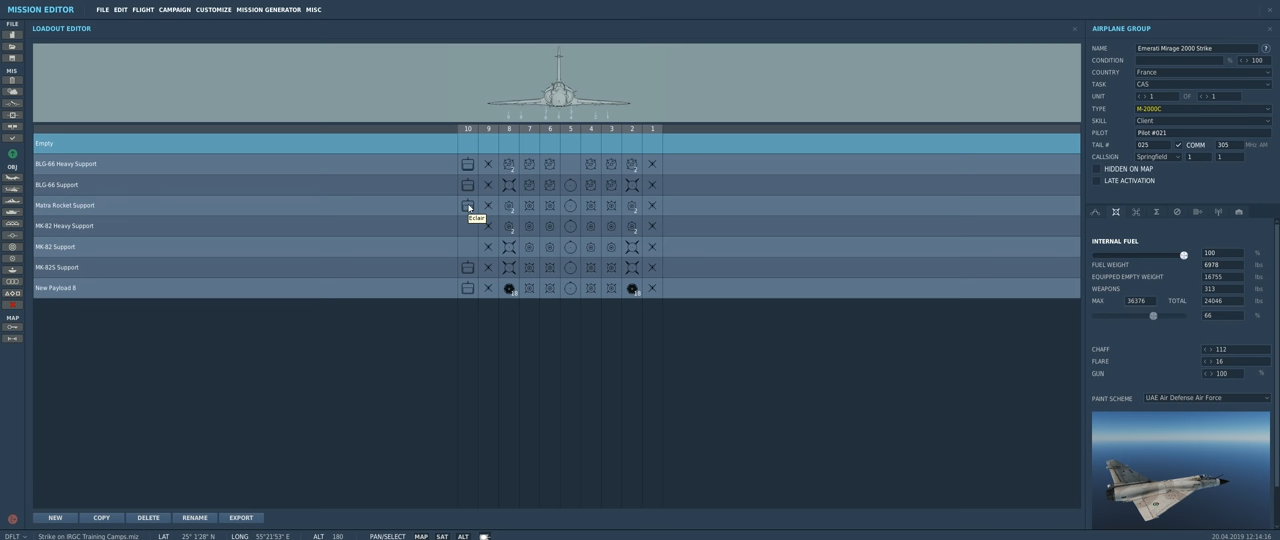 MISSION EDITOR
FILE EDIT FLIGHT CAMPAIGN CUSTOMIZE MISSION GENERATOR MISC
FILE
MIS
OBJ
MAP
LOADOUT EDITOR
10 9 8 7 6 5 4 3 2 1
Empty
BLG-66 Heavy Support
2 2
BLG-66 Support
Matra Rocket Support
2 2
Eclair
MK-82 Heavy Support
2 2
MK-82 Support
MK-82S Support
New Payload 8
18 18
NEW COPY DELETE RENAME EXPORT
AIRPLANE GROUP
NAME Emerati Mirage 2000 Strike ?
CONDITION % < > 100
COUNTRY France
TASK CAS
UNIT < > 1 OF < > 1
TYPE M-2000C
SKILL Client
PILOT Pilot #021
TAIL # 025 COMM 305 MHz AM
CALLSIGN Springfield 1 1
HIDDEN ON MAP
LATE ACTIVATION
INTERNAL FUEL
100 %
FUEL WEIGHT 6978 lbs
EQUIPPED EMPTY WEIGHT 16755 lbs
WEAPONS 313 lbs
MAX 36376 TOTAL 24046 lbs
66 %
CHAFF < > 112
FLARE < > 16
GUN < > 100 %
PAINT SCHEME UAE Air Defense Air Force
DFLT Strike on IRGC Training Camps.miz LAT 25° 1'28" N LONG 55°21'53" E ALT 180 PAN/SELECT MAP SAT ALT 20.04.2019 12:14:16